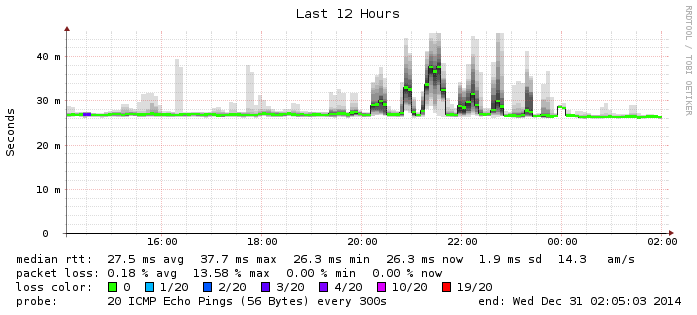 Last 12 Hours
RRDTOOL / TOBI OETIKER
Seconds
40 m
30 m
20 m
10 m
0
16:00 18:00 20:00 22:00 00:00 02:00
median rtt: 27.5 ms avg 37.7 ms max 26.3 ms min 26.3 ms now 1.9 ms sd 14.3 am/s
packet loss: 0.18 % avg 13.58 % max 0.00 % min 0.00 % now
loss color: 0 1/20 2/20 3/20 4/20 10/20 19/20
probe: 20 ICMP Echo Pings (56 Bytes) every 300s end: Wed Dec 31 02:05:03 2014